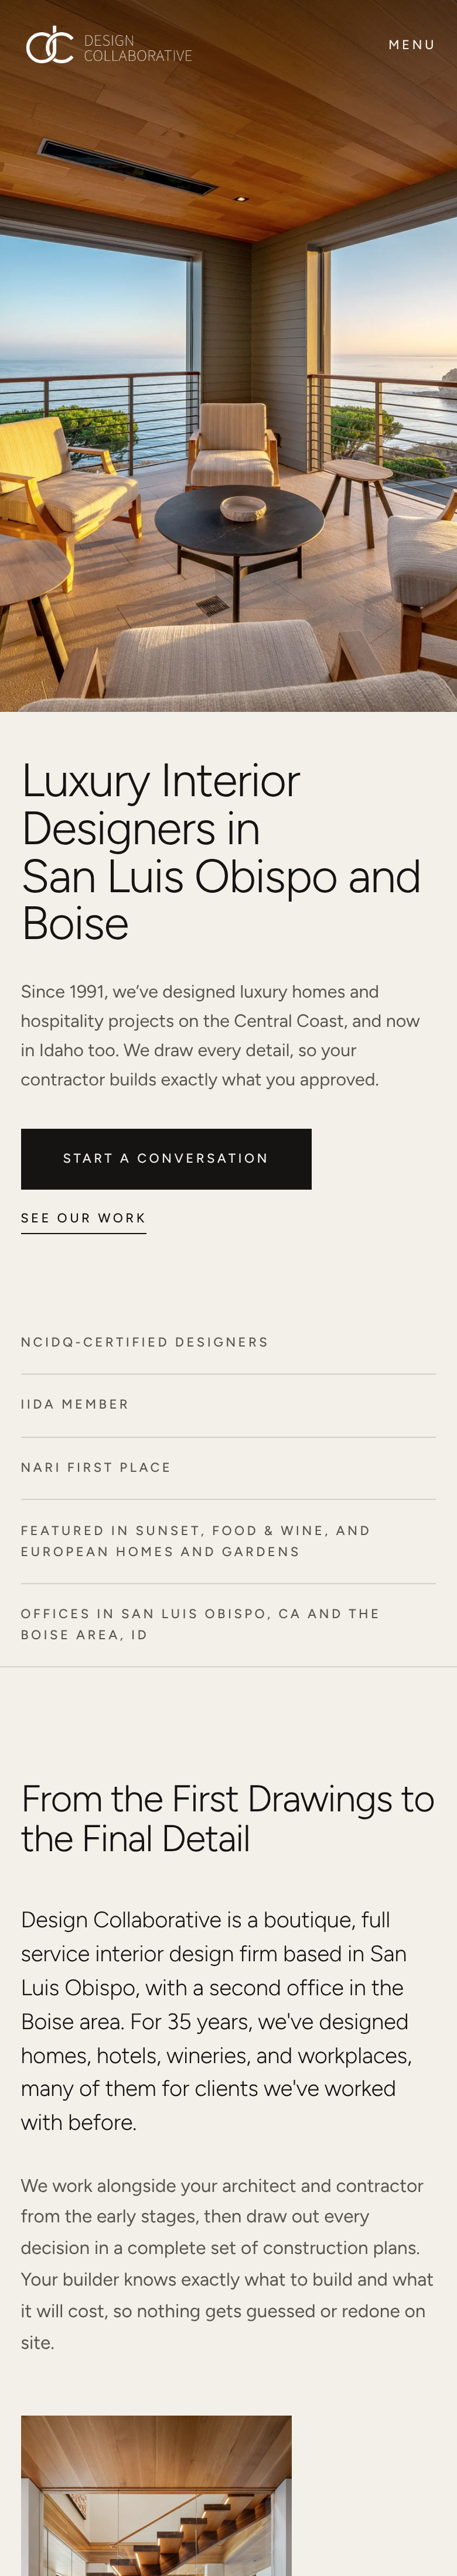 DESIGN
COLLABORATIVE
MENU
Luxury Interior
Designers in
San Luis Obispo and
Boise
Since 1991, we’ve designed luxury homes and
hospitality projects on the Central Coast, and now
in Idaho too. We draw every detail, so your
contractor builds exactly what you approved.
START A CONVERSATION
SEE OUR WORK
NCIDQ-CERTIFIED DESIGNERS
IIDA MEMBER
NARI FIRST PLACE
FEATURED IN SUNSET, FOOD & WINE, AND
EUROPEAN HOMES AND GARDENS
OFFICES IN SAN LUIS OBISPO, CA AND THE
BOISE AREA, ID
From the First Drawings to
the Final Detail
Design Collaborative is a boutique, full
service interior design firm based in San
Luis Obispo, with a second office in the
Boise area. For 35 years, we've designed
homes, hotels, wineries, and workplaces,
many of them for clients we've worked
with before.
We work alongside your architect and contractor
from the early stages, then draw out every
decision in a complete set of construction plans.
Your builder knows exactly what to build and what
it will cost, so nothing gets guessed or redone on
site.